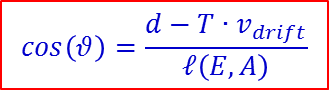 cos(ϑ) = (d − T · v_drift) / ℓ(E, A)